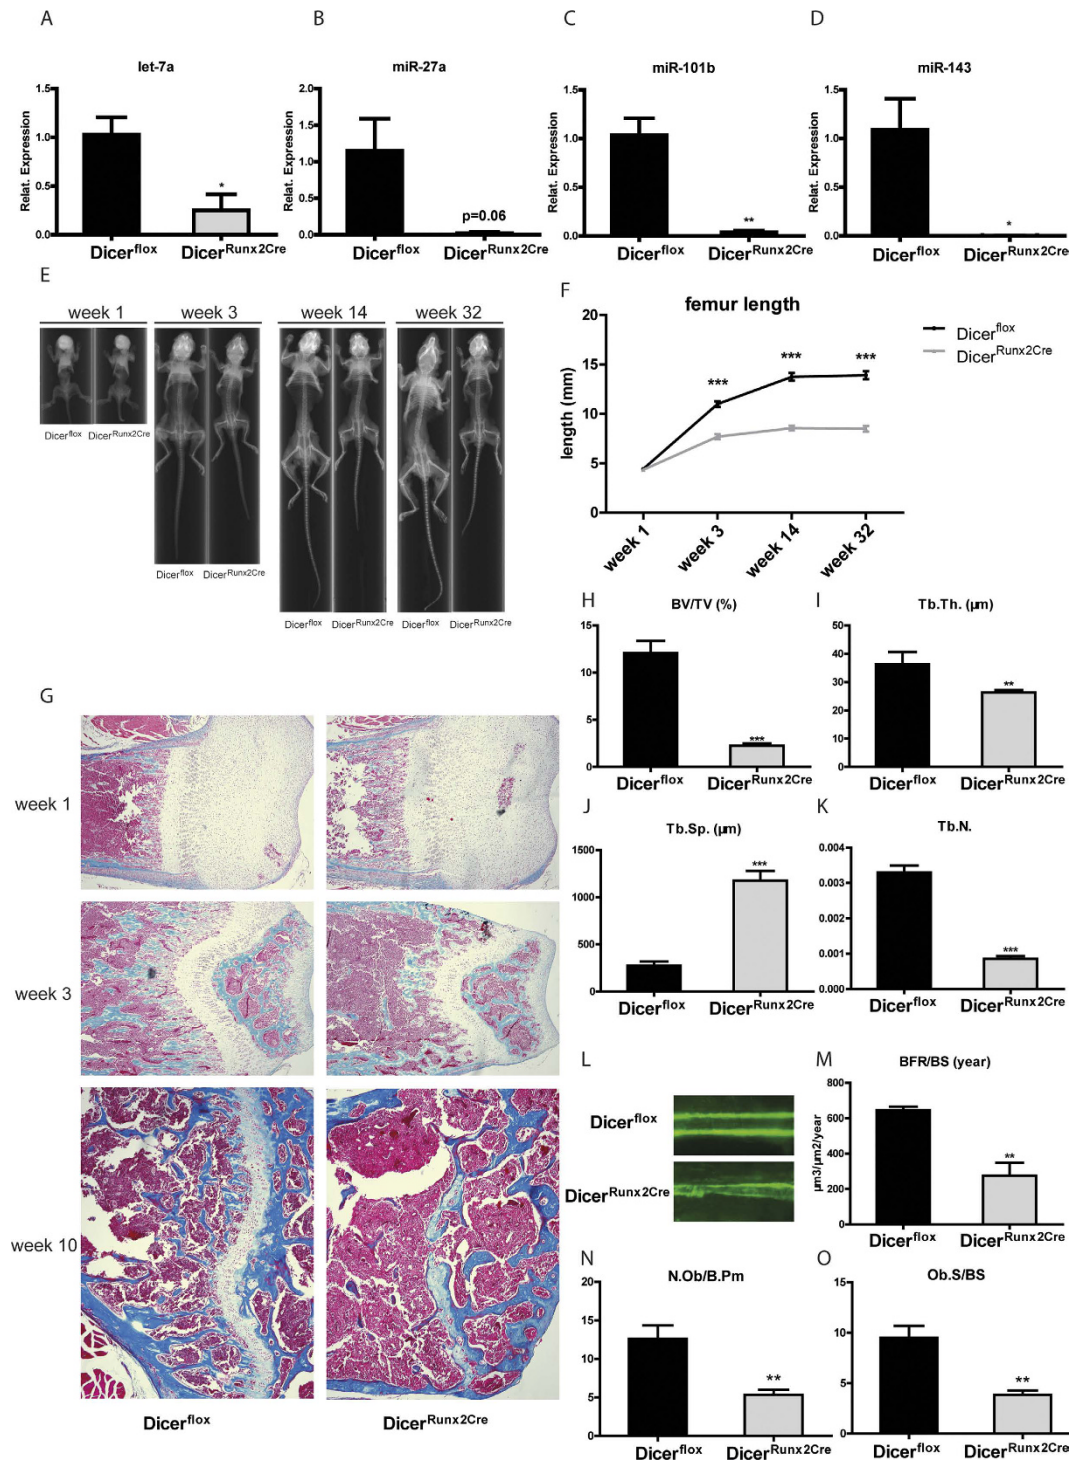 A
B
C
D
let-7a
miR-27a
miR-101b
miR-143
Relat. Expression
1.5
1.0
0.5
0.0
*
Dicerflox
DicerRunx2Cre
Relat. Expression
2.0
1.5
1.0
0.5
0.0
p=0.06
Dicerflox
DicerRunx2Cre
Relat. Expression
1.5
1.0
0.5
0.0
**
Dicerflox
DicerRunx2Cre
Relat. Expression
1.5
1.0
0.5
0.0
*
Dicerflox
DicerRunx2Cre
E
week 1
week 3
week 14
week 32
Dicerflox
DicerRunx2Cre
Dicerflox
DicerRunx2Cre
Dicerflox
DicerRunx2Cre
Dicerflox
DicerRunx2Cre
F
femur length
length (mm)
20
15
10
5
0
***
***
***
week 1
week 3
week 14
week 32
Dicerflox
DicerRunx2Cre
G
week 1
week 3
week 10
Dicerflox
DicerRunx2Cre
H
BV/TV (%)
15
10
5
0
***
Dicerflox
DicerRunx2Cre
I
Tb.Th. (µm)
50
40
30
20
10
0
**
Dicerflox
DicerRunx2Cre
J
Tb.Sp. (µm)
1500
1000
500
0
***
Dicerflox
DicerRunx2Cre
K
Tb.N.
0.004
0.003
0.002
0.001
0.000
***
Dicerflox
DicerRunx2Cre
L
Dicerflox
DicerRunx2Cre
M
BFR/BS (year)
µm3/µm2/year
800
600
400
200
0
**
Dicerflox
DicerRunx2Cre
N
N.Ob/B.Pm
20
15
10
5
0
**
Dicerflox
DicerRunx2Cre
O
Ob.S/BS
15
10
5
0
**
Dicerflox
DicerRunx2Cre